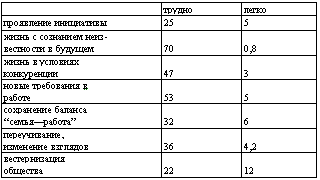 трудно легко
проявление инициативы 25 5
жизнь с сознанием неиз-
вестности в будущем 70 0,8
жизнь в условиях
конкуренции 47 3
новые требования к
работе 53 5
сохранение баланса
“семья—работа” 32 6
переучивание,
изменение взглядов 36 4,2
вестернизация
общества 22 12